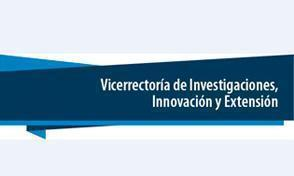 Vicerrectoría de Investigaciones,
Innovación y Extensión